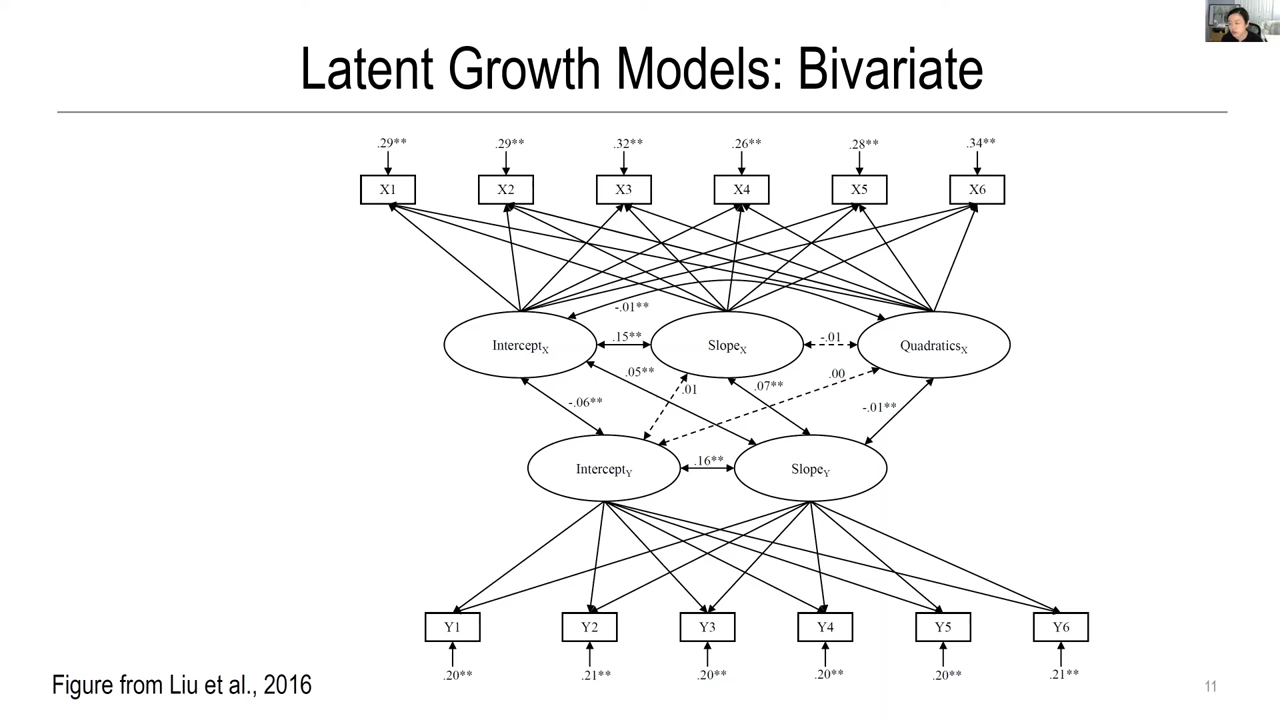 Latent Growth Models: Bivariate
.29** .29** .32** .26** .28** .34**
X1 X2 X3 X4 X5 X6
-.01**
InterceptX .15** SlopeX -.01 QuadraticsX
.05** .01 .07** .00
-.06** -.01**
InterceptY .16** SlopeY
Y1 Y2 Y3 Y4 Y5 Y6
.20** .21** .20** .20** .20** .21**
Figure from Liu et al., 2016
11